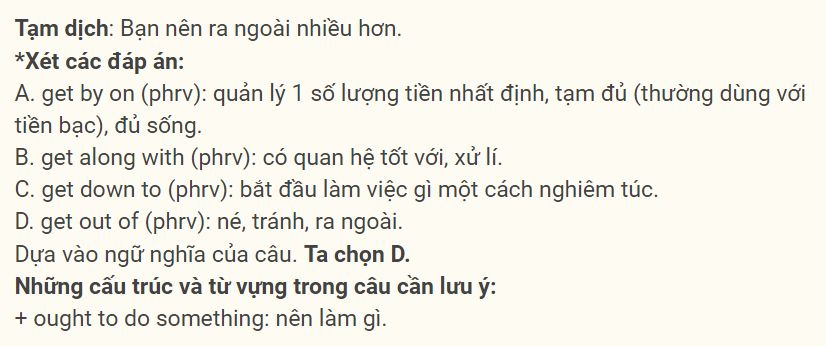 Tạm dịch: Bạn nên ra ngoài nhiều hơn.
*Xét các đáp án:
A. get by on (phrv): quản lý 1 số lượng tiền nhất định, tạm đủ (thường dùng với
tiền bạc), đủ sống.
B. get along with (phrv): có quan hệ tốt với, xử lí.
C. get down to (phrv): bắt đầu làm việc gì một cách nghiêm túc.
D. get out of (phrv): né, tránh, ra ngoài.
Dựa vào ngữ nghĩa của câu. Ta chọn D.
Những cấu trúc và từ vựng trong câu cần lưu ý:
+ ought to do something: nên làm gì.